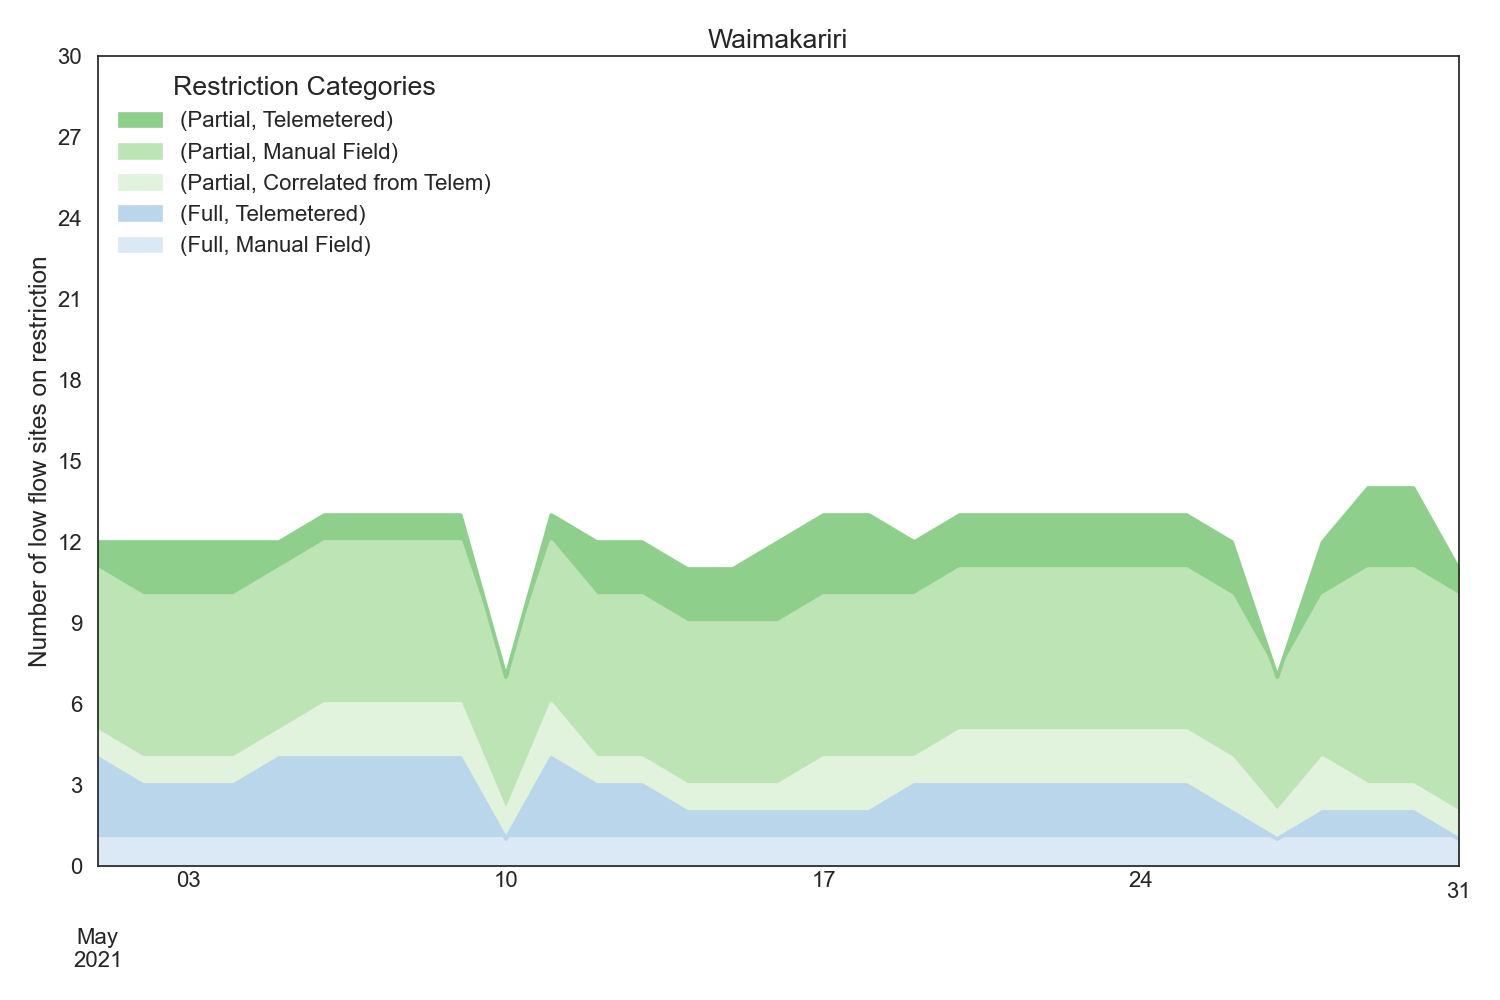 Waimakariri
Restriction Categories
(Partial, Telemetered)
(Partial, Manual Field)
(Partial, Correlated from Telem)
(Full, Telemetered)
(Full, Manual Field)
Number of low flow sites on restriction
30
27
24
21
18
15
12
9
6
3
0
03
10
17
24
31
May
2021